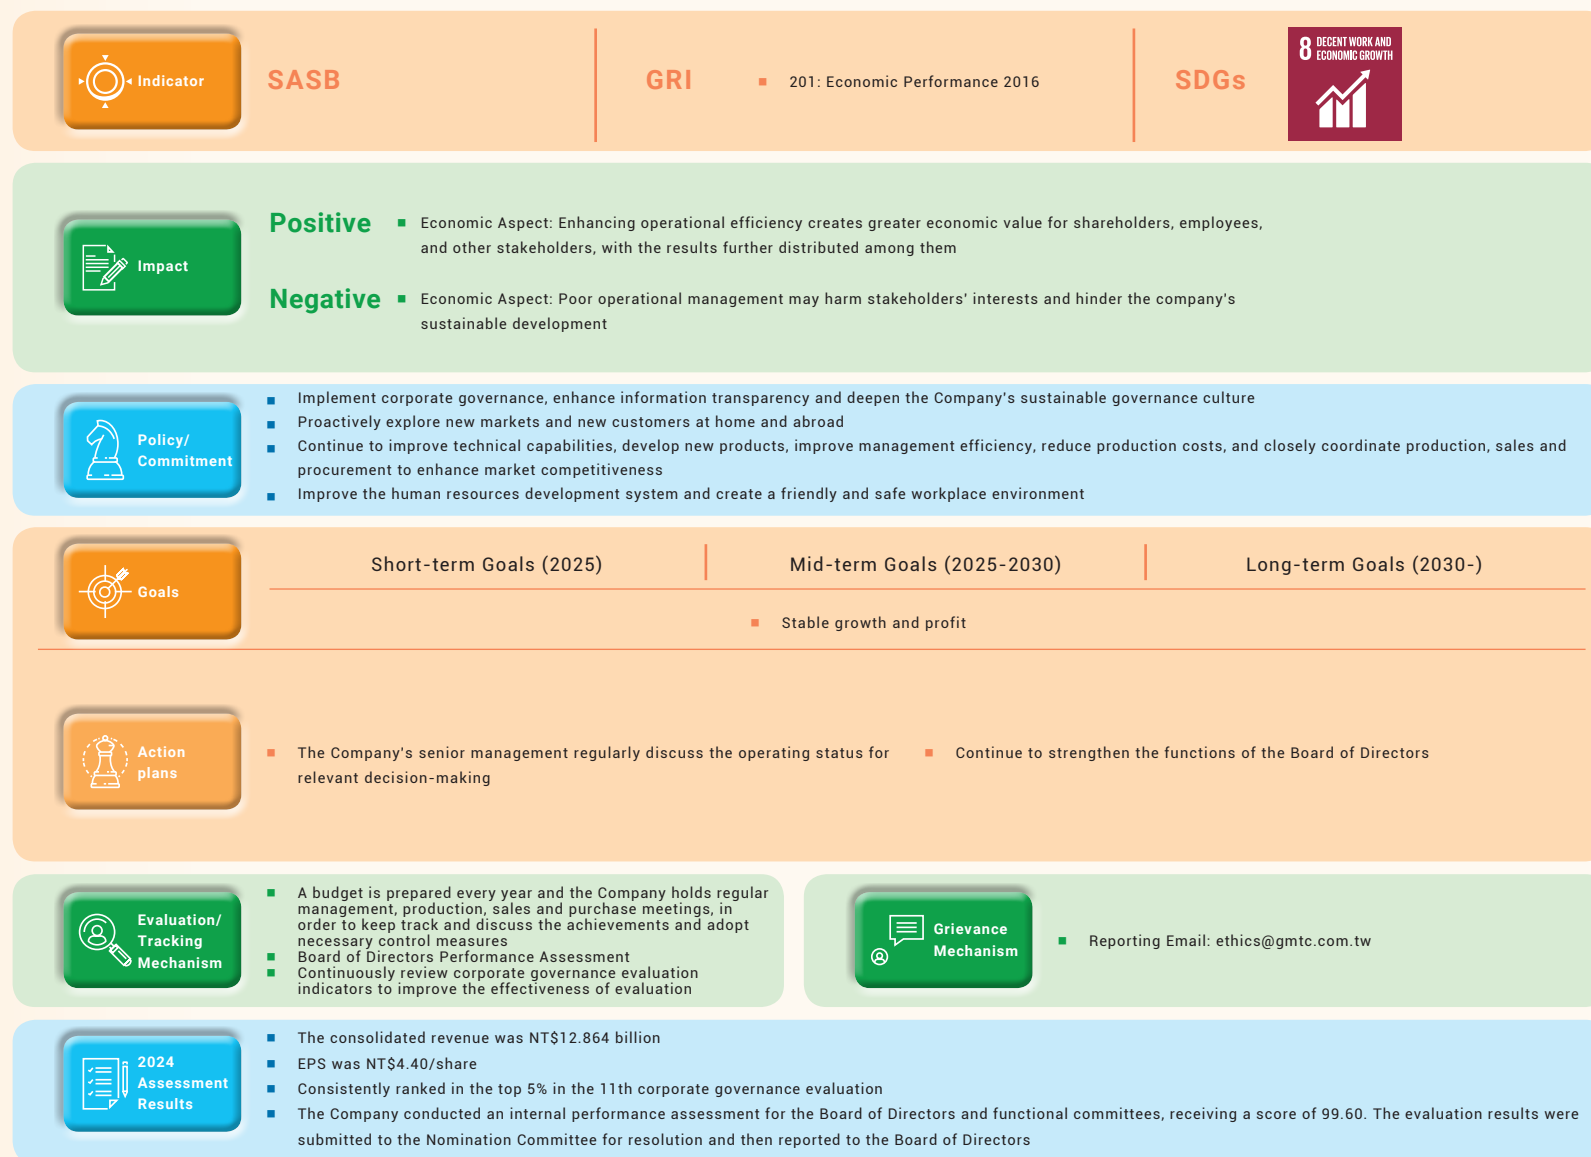 Indicator
SASB
GRI
201: Economic Performance 2016
SDGs
8 DECENT WORK AND
ECONOMIC GROWTH
Impact
Positive
Economic Aspect: Enhancing operational efficiency creates greater economic value for shareholders, employees,
and other stakeholders, with the results further distributed among them
Negative
Economic Aspect: Poor operational management may harm stakeholders' interests and hinder the company's
sustainable development
Policy/
Commitment
Implement corporate governance, enhance information transparency and deepen the Company's sustainable governance culture
Proactively explore new markets and new customers at home and abroad
Continue to improve technical capabilities, develop new products, improve management efficiency, reduce production costs, and closely coordinate production, sales and
procurement to enhance market competitiveness
Improve the human resources development system and create a friendly and safe workplace environment
Goals
Short-term Goals (2025)
Mid-term Goals (2025-2030)
Long-term Goals (2030-)
Stable growth and profit
Action
plans
The Company's senior management regularly discuss the operating status for
relevant decision-making
Continue to strengthen the functions of the Board of Directors
Evaluation/
Tracking
Mechanism
A budget is prepared every year and the Company holds regular
management, production, sales and purchase meetings, in
order to keep track and discuss the achievements and adopt
necessary control measures
Board of Directors Performance Assessment
Continuously review corporate governance evaluation
indicators to improve the effectiveness of evaluation
Grievance
Mechanism
Reporting Email: ethics@gmtc.com.tw
2024
Assessment
Results
The consolidated revenue was NT$12.864 billion
EPS was NT$4.40/share
Consistently ranked in the top 5% in the 11th corporate governance evaluation
The Company conducted an internal performance assessment for the Board of Directors and functional committees, receiving a score of 99.60. The evaluation results were
submitted to the Nomination Committee for resolution and then reported to the Board of Directors